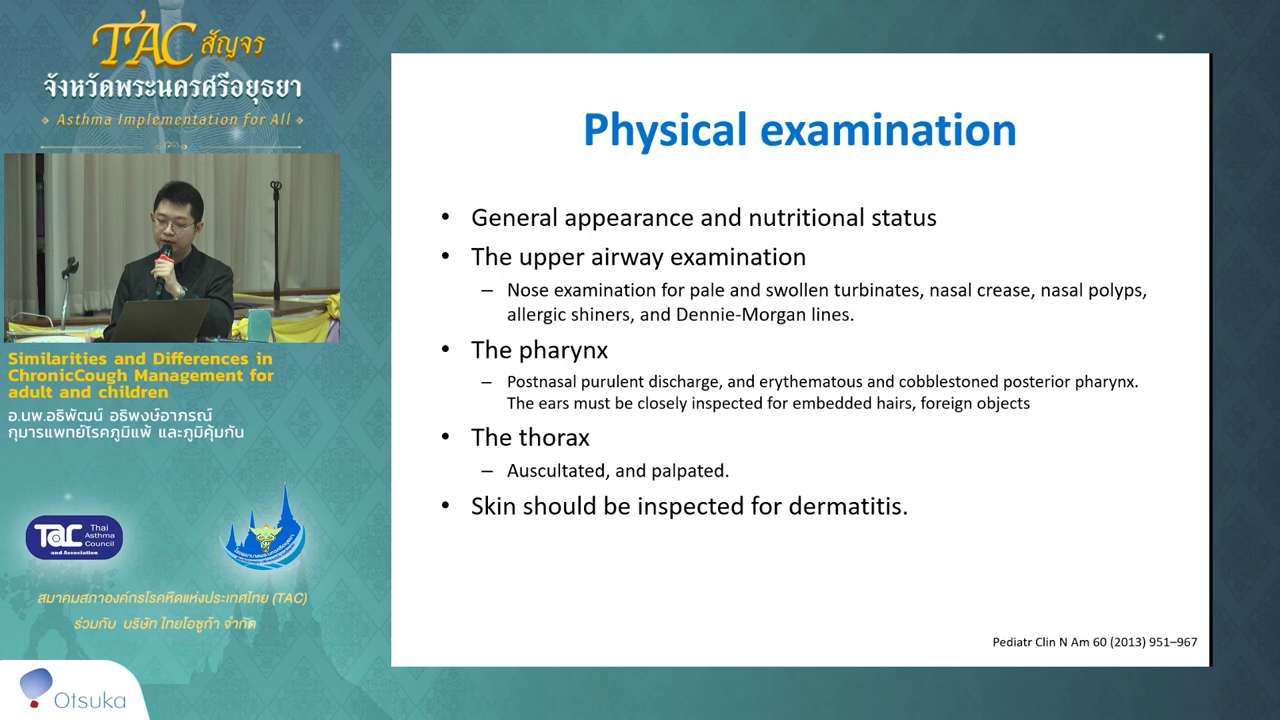 TAC สัญจร
จังหวัดพระนครศรีอยุธยา
Asthma Implementation for All
Similarities and Differences in
ChronicCough Management for
adult and children
อ.นพ.อธิพัฒน์ อธิพงษ์อาภรณ์
กุมารแพทย์โรคภูมิแพ้ และภูมิคุ้มกัน
TAC Thai
Asthma
Council
and Association
สมาคมสภาองค์กรโรคหืดแห่งประเทศไทย (TAC)
ร่วมกับ บริษัท ไทยโอซูก้า จำกัด
Otsuka
Physical examination
• General appearance and nutritional status
• The upper airway examination
– Nose examination for pale and swollen turbinates, nasal crease, nasal polyps,
allergic shiners, and Dennie-Morgan lines.
• The pharynx
– Postnasal purulent discharge, and erythematous and cobblestoned posterior pharynx.
The ears must be closely inspected for embedded hairs, foreign objects
• The thorax
– Auscultated, and palpated.
• Skin should be inspected for dermatitis.
Pediatr Clin N Am 60 (2013) 951–967